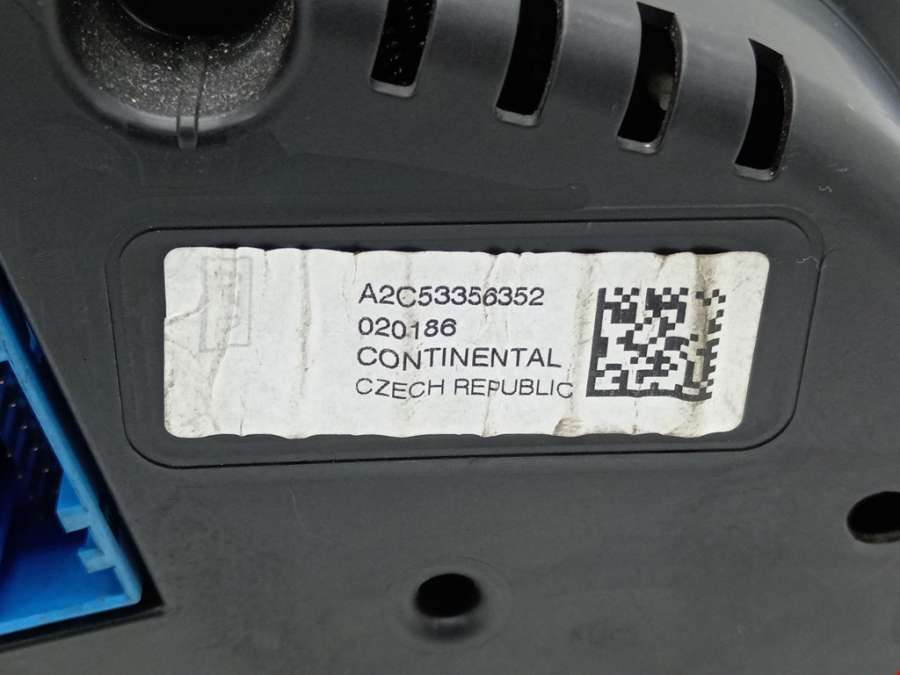 A2C53356352
020186
CONTINENTAL
CZECH REPUBLIC